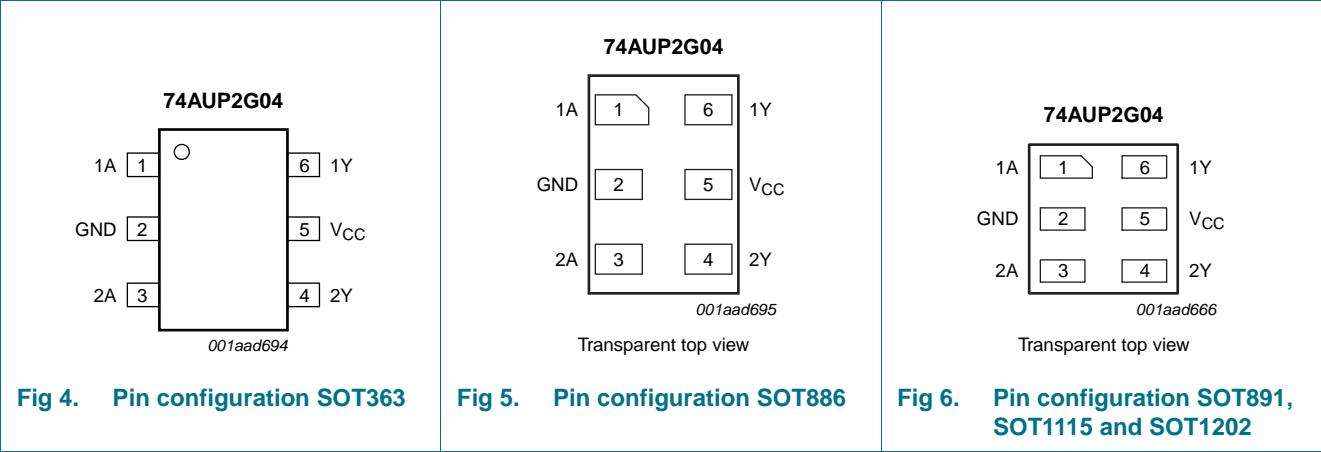 74AUP2G04
1A 1 6 1Y
GND 2 5 VCC
2A 3 4 2Y
001aad694
Fig 4. Pin configuration SOT363
74AUP2G04
1A 1 6 1Y
GND 2 5 VCC
2A 3 4 2Y
001aad695
Transparent top view
Fig 5. Pin configuration SOT886
74AUP2G04
1A 1 6 1Y
GND 2 5 VCC
2A 3 4 2Y
001aad666
Transparent top view
Fig 6. Pin configuration SOT891,
SOT1115 and SOT1202